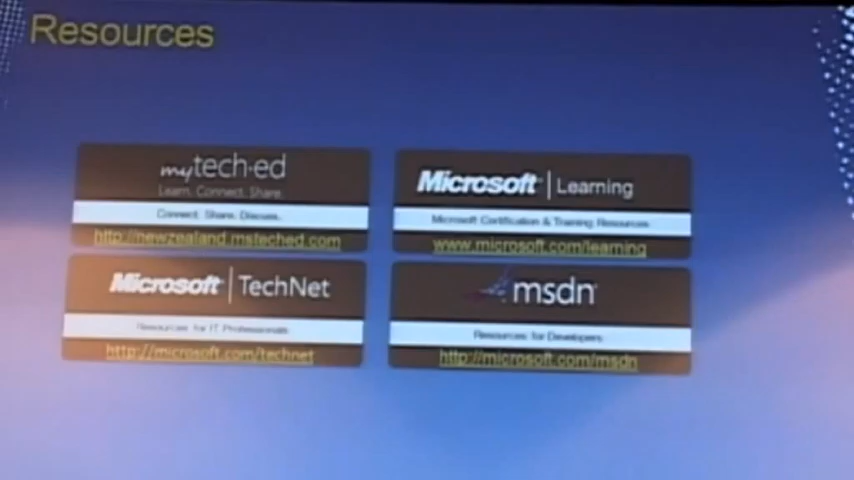 Resources
mytech·ed
Learn. Connect. Share.
Connect. Share. Discuss.
http://newzealand.msteched.com
Microsoft | Learning
Microsoft Certification & Training Resources
www.microsoft.com/learning
Microsoft | TechNet
Resources for IT Professionals
http://microsoft.com/technet
msdn
Resources for Developers
http://microsoft.com/msdn